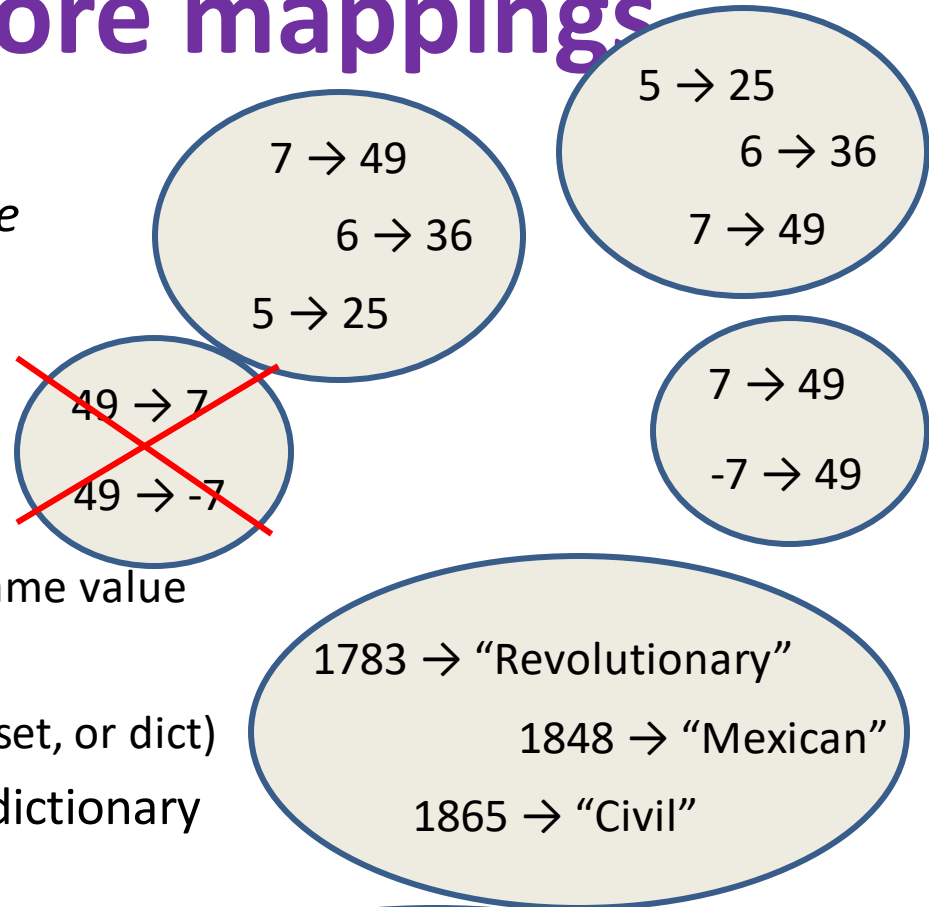 ore mappings
5 → 25
6 → 36
7 → 49
7 → 49
6 → 36
5 → 25
e
49 → 7
49 → -7
7 → 49
-7 → 49
ame value
1783 → “Revolutionary”
1848 → “Mexican”
1865 → “Civil”
set, or dict)
dictionary